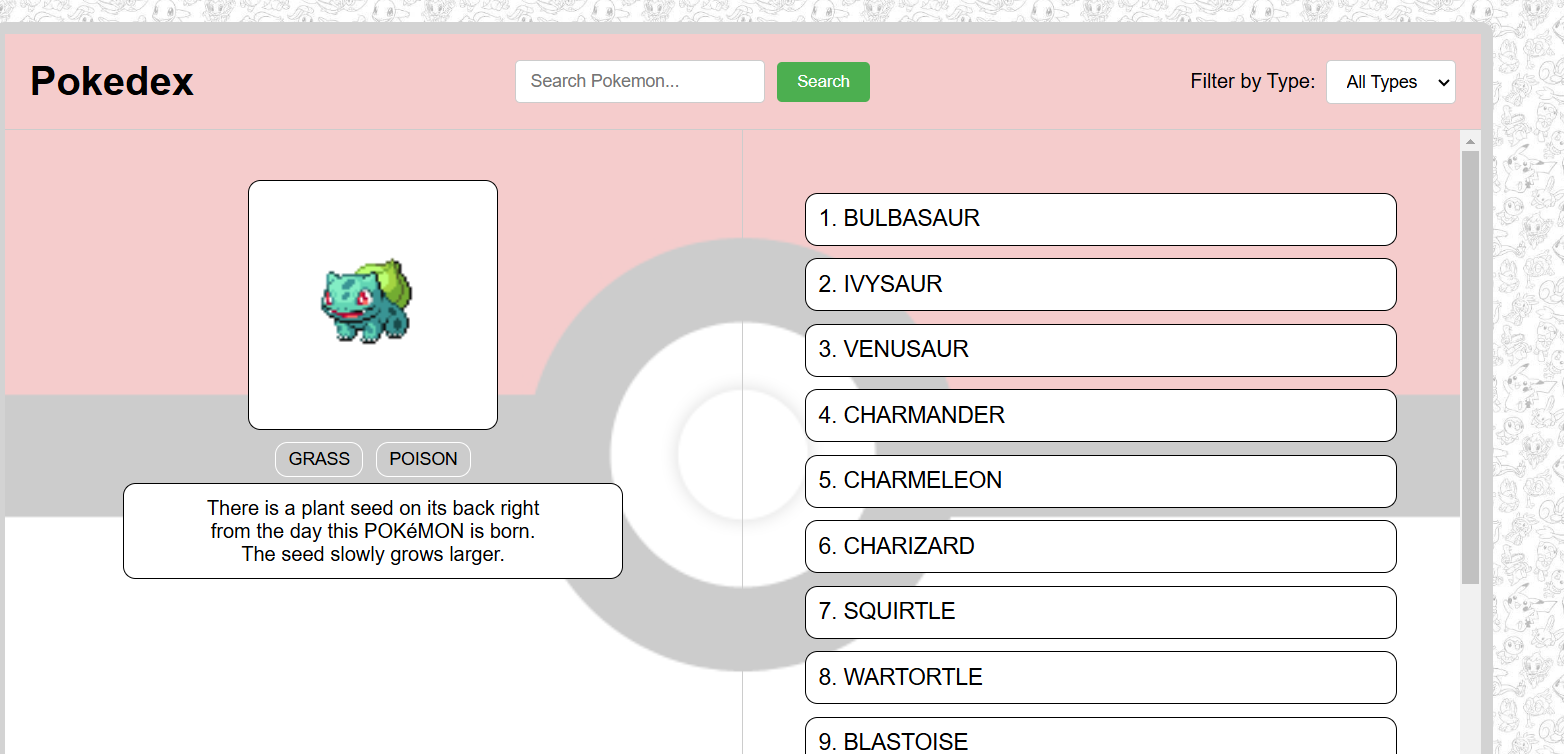 Pokedex
Search Pokemon...
Search
Filter by Type:
All Types
GRASS
POISON
There is a plant seed on its back right
from the day this POKéMON is born.
The seed slowly grows larger.
1. BULBASAUR
2. IVYSAUR
3. VENUSAUR
4. CHARMANDER
5. CHARMELEON
6. CHARIZARD
7. SQUIRTLE
8. WARTORTLE
9. BLASTOISE